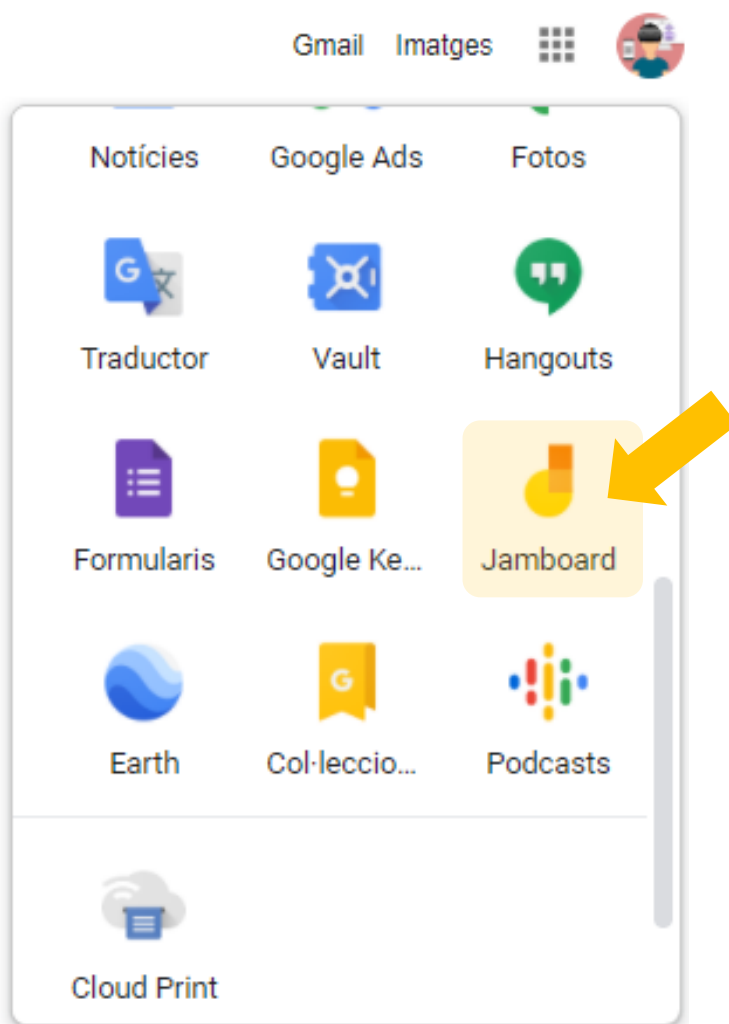 Gmail Imatges
Notícies Google Ads Fotos
Traductor Vault Hangouts
Formularis Google Ke... Jamboard
Earth Col·leccio... Podcasts
Cloud Print